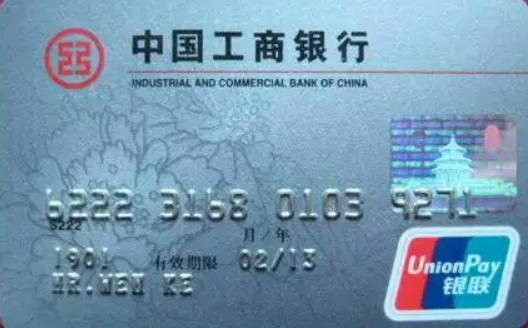 中国工商银行
INDUSTRIAL AND COMMERCIAL BANK OF CHINA
6222 3168 0103 9271
月/年
1901 有效期限 02/13
MR.WEN KE
UnionPay
银联